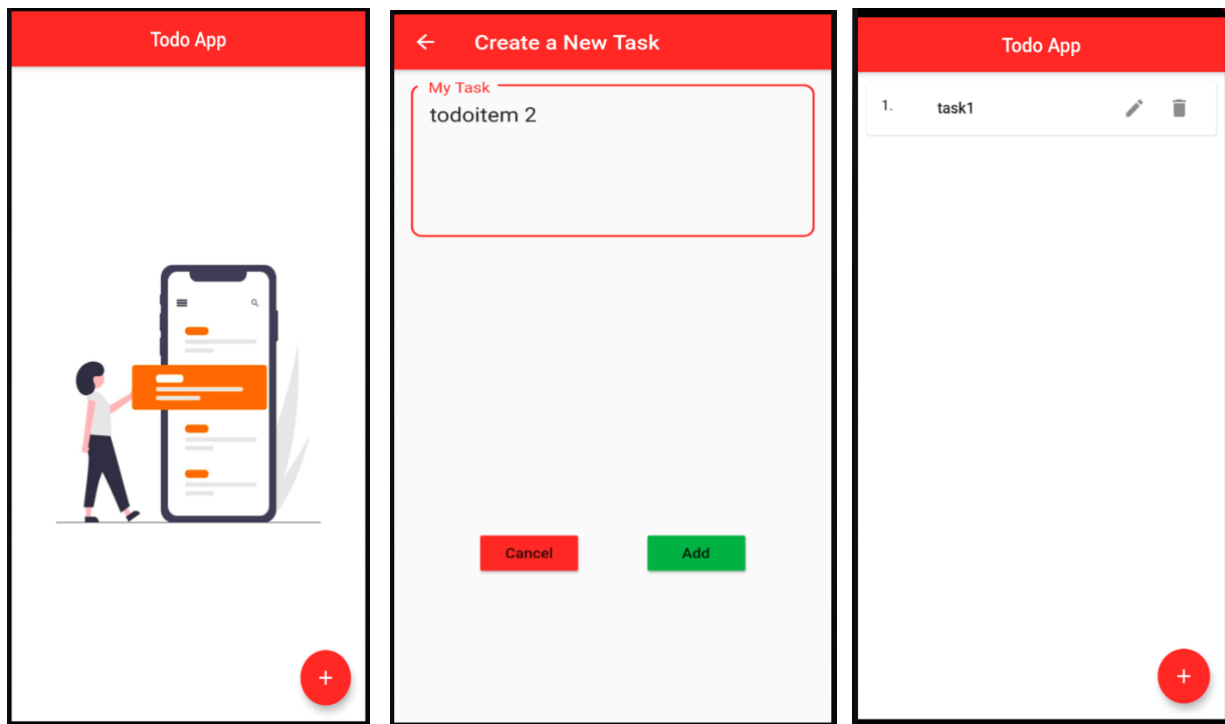 Todo App
Create a New Task
My Task
todoitem 2
Cancel
Add
Todo App
1.
task1